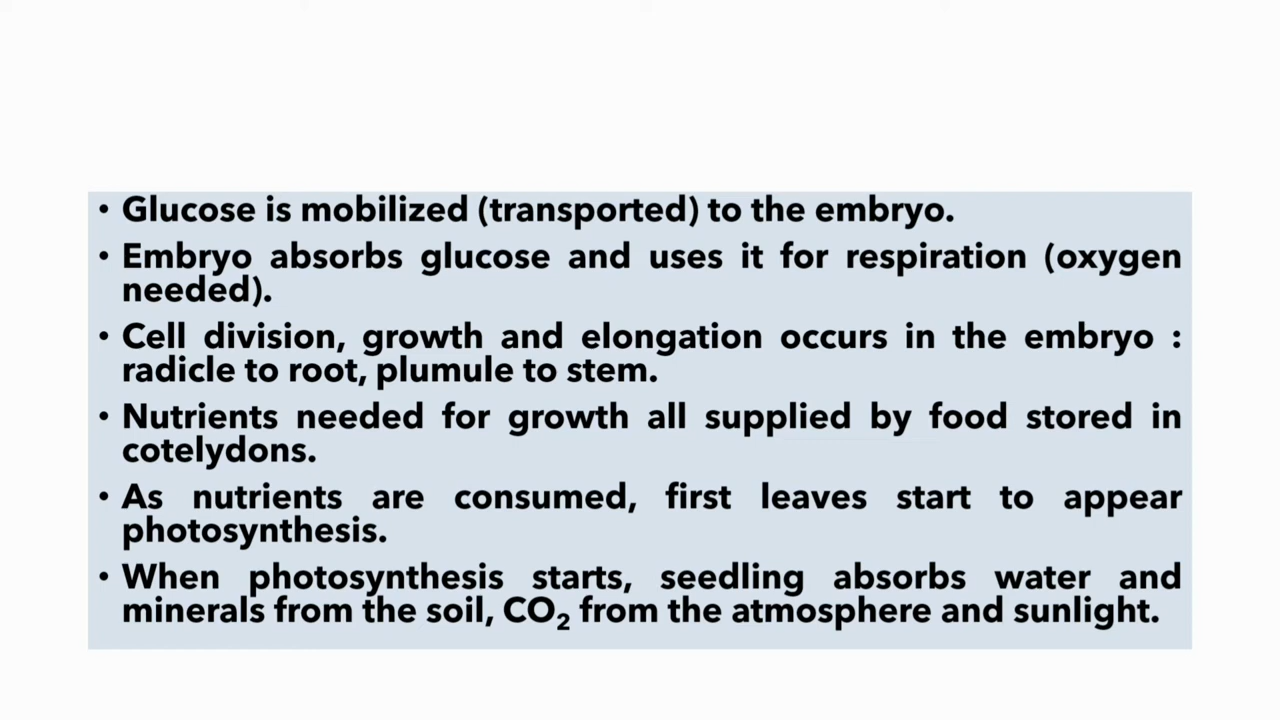 • Glucose is mobilized (transported) to the embryo.
• Embryo absorbs glucose and uses it for respiration (oxygen
needed).
• Cell division, growth and elongation occurs in the embryo :
radicle to root, plumule to stem.
• Nutrients needed for growth all supplied by food stored in
cotelydons.
• As nutrients are consumed, first leaves start to appear
photosynthesis.
• When photosynthesis starts, seedling absorbs water and
minerals from the soil, CO₂ from the atmosphere and sunlight.